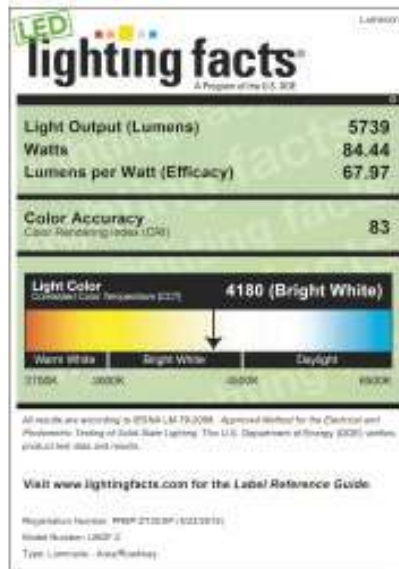 LED
lighting facts®
A Program of the U.S. DOE
Light Output (Lumens) 5739
Watts 84.44
Lumens per Watt (Efficacy) 67.97
Color Accuracy
Color Rendering Index (CRI) 83
Light Color
Correlated Color Temperature (CCT)
4180 (Bright White)
Warm White Bright White Daylight
2700K 3000K 4500K 6500K
All results are according to IESNA LM-79-2008: Approved Method for the Electrical and
Photometric Testing of Solid-State Lighting. The U.S. Department of Energy (DOE) verifies
product test data and results.
Visit www.lightingfacts.com for the Label Reference Guide.
Registration Number:
Model Number:
Type: Luminaire - Area/Roadway